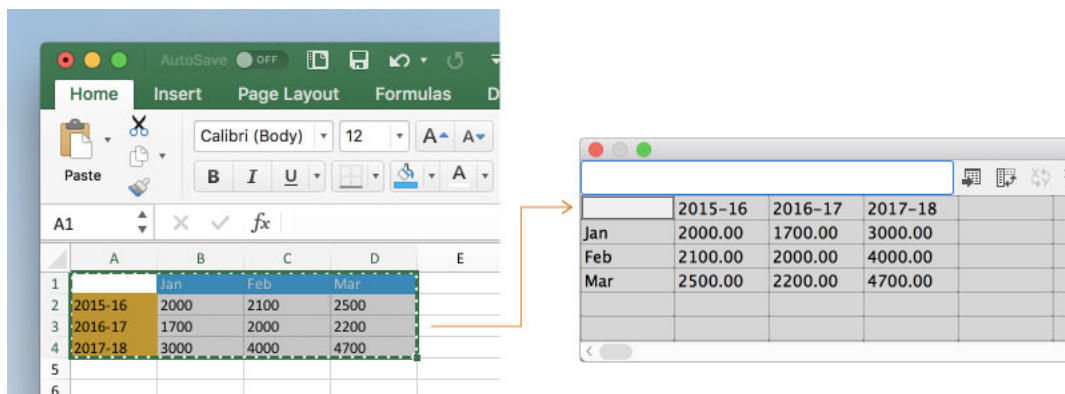 AutoSave OFF
Home Insert Page Layout Formulas D
Paste
Calibri (Body) 12 A A
B I U A
A1 fx
A B C D E
1 Jan Feb Mar
2 2015-16 2000 2100 2500
3 2016-17 1700 2000 2200
4 2017-18 3000 4000 4700
5
6
2015-16 2016-17 2017-18
Jan 2000.00 1700.00 3000.00
Feb 2100.00 2000.00 4000.00
Mar 2500.00 2200.00 4700.00